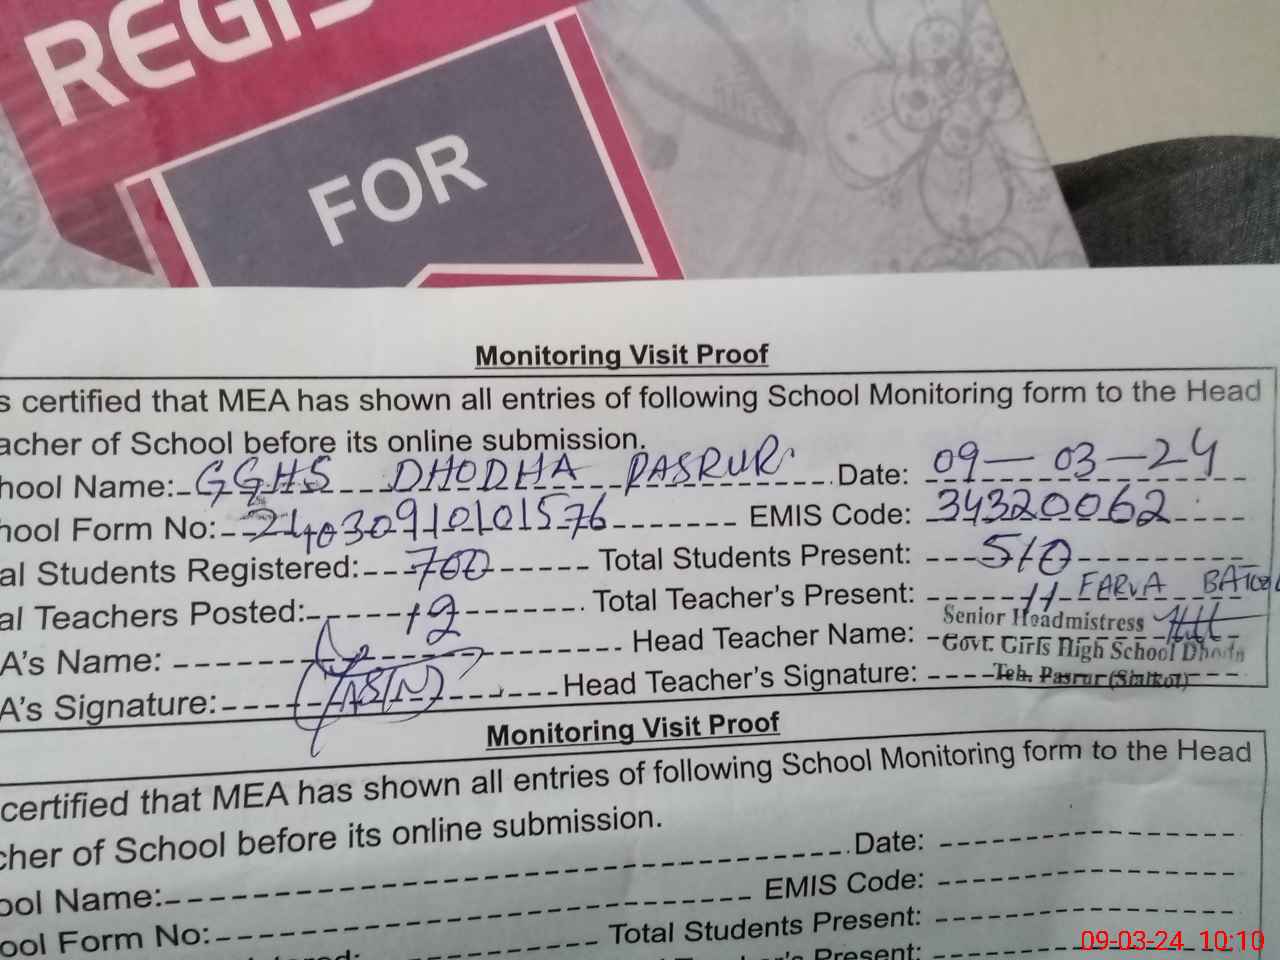 REGIS
FOR
Monitoring Visit Proof
s certified that MEA has shown all entries of following School Monitoring form to the Head
acher of School before its online submission.
hool Name: GGHS DHODHA PASRUR Date: 09-03-24
hool Form No: 2403091010 1576 EMIS Code: 34320062
al Students Registered: 700 Total Students Present: 510
al Teachers Posted: 12 Total Teacher's Present: 11
A's Name: Head Teacher Name: FARVA BATOOL
Senior Headmistress
Govt. Girls High School Dhoda
Teh. Pasrur (Sialkot)
A's Signature: Head Teacher's Signature:
Monitoring Visit Proof
certified that MEA has shown all entries of following School Monitoring form to the Head
cher of School before its online submission.
ool Name: Date:
ool Form No: EMIS Code:
Total Students Present:
's Present:
09-03-24 10:10